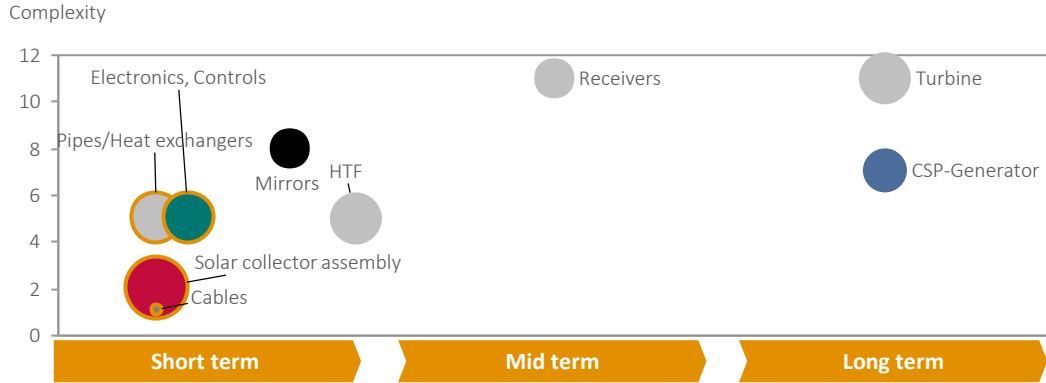 Complexity
12
Electronics, Controls
Receivers
Turbine
10
Pipes/Heat exchangers
8
Mirrors
HTF
CSP-Generator
6
4
Solar collector assembly
2
Cables
0
Short term
Mid term
Long term